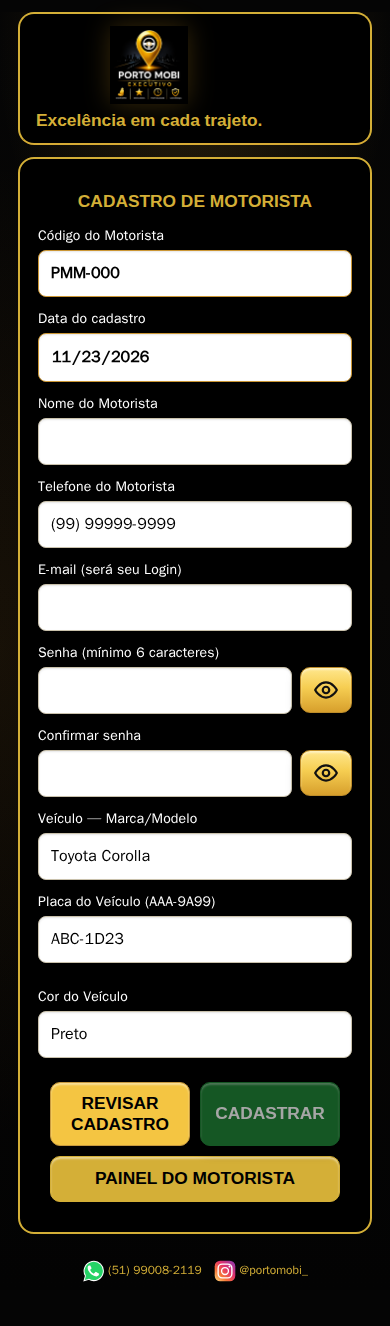 PORTO MOBI
EXECUTIVO
Excelência em cada trajeto.
CADASTRO DE MOTORISTA
Código do Motorista
PMM-000
Data do cadastro
11/23/2026
Nome do Motorista
Telefone do Motorista
(99) 99999-9999
E-mail (será seu Login)
Senha (mínimo 6 caracteres)
Confirmar senha
Veículo — Marca/Modelo
Toyota Corolla
Placa do Veículo (AAA-9A99)
ABC-1D23
Cor do Veículo
Preto
REVISAR
CADASTRO
CADASTRAR
PAINEL DO MOTORISTA
(51) 99008-2119 @portomobi_